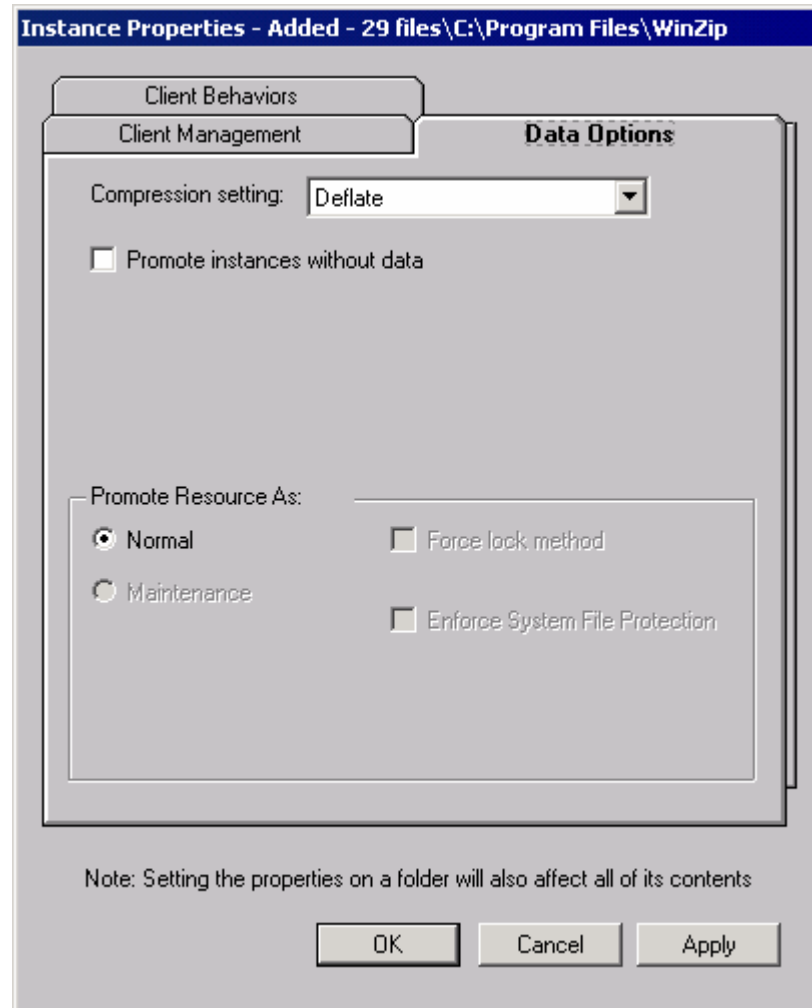 Instance Properties - Added - 29 files\C:\Program Files\WinZip
Client Behaviors
Client Management
Data Options
Compression setting: Deflate
Promote instances without data
Promote Resource As:
Normal
Force lock method
Maintenance
Enforce System File Protection
Note: Setting the properties on a folder will also affect all of its contents
OK
Cancel
Apply